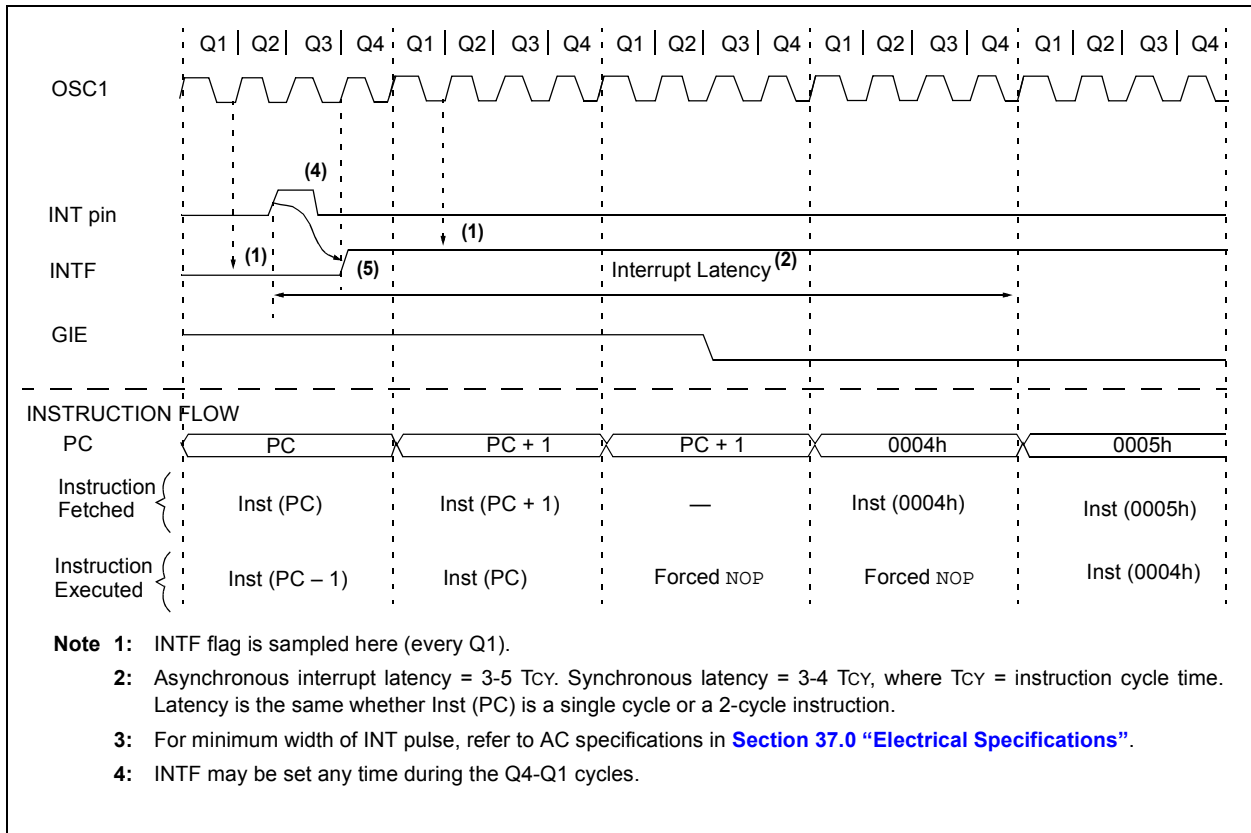 Q1 | Q2 | Q3 | Q4 Q1 | Q2 | Q3 | Q4 Q1 | Q2 | Q3 | Q4 Q1 | Q2 | Q3 | Q4 Q1 | Q2 | Q3 | Q4
OSC1
(4)
INT pin
(1) (1)
INTF
(5)
Interrupt Latency (2)
GIE
INSTRUCTION FLOW
PC PC PC + 1 PC + 1 0004h 0005h
Instruction Fetched Inst (PC) Inst (PC + 1) — Inst (0004h) Inst (0005h)
Instruction Executed Inst (PC – 1) Inst (PC) Forced NOP Forced NOP Inst (0004h)
Note 1: INTF flag is sampled here (every Q1).
2: Asynchronous interrupt latency = 3-5 TCY. Synchronous latency = 3-4 TCY, where TCY = instruction cycle time.
Latency is the same whether Inst (PC) is a single cycle or a 2-cycle instruction.
3: For minimum width of INT pulse, refer to AC specifications in Section 37.0 “Electrical Specifications”.
4: INTF may be set any time during the Q4-Q1 cycles.